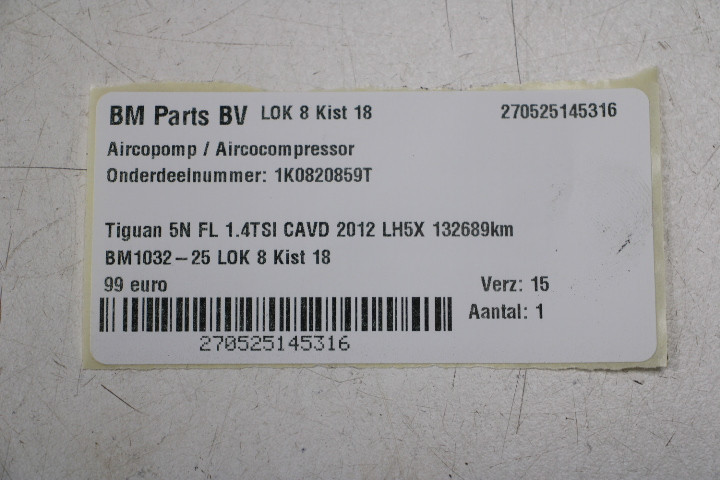 BM Parts BV LOK 8 Kist 18 270525145316
Aircopomp / Aircocompressor
Onderdeelnummer: 1K0820859T
Tiguan 5N FL 1.4TSI CAVD 2012 LH5X 132689km
BM1032-25 LOK 8 Kist 18
99 euro Verz: 15
Aantal: 1
270525145316